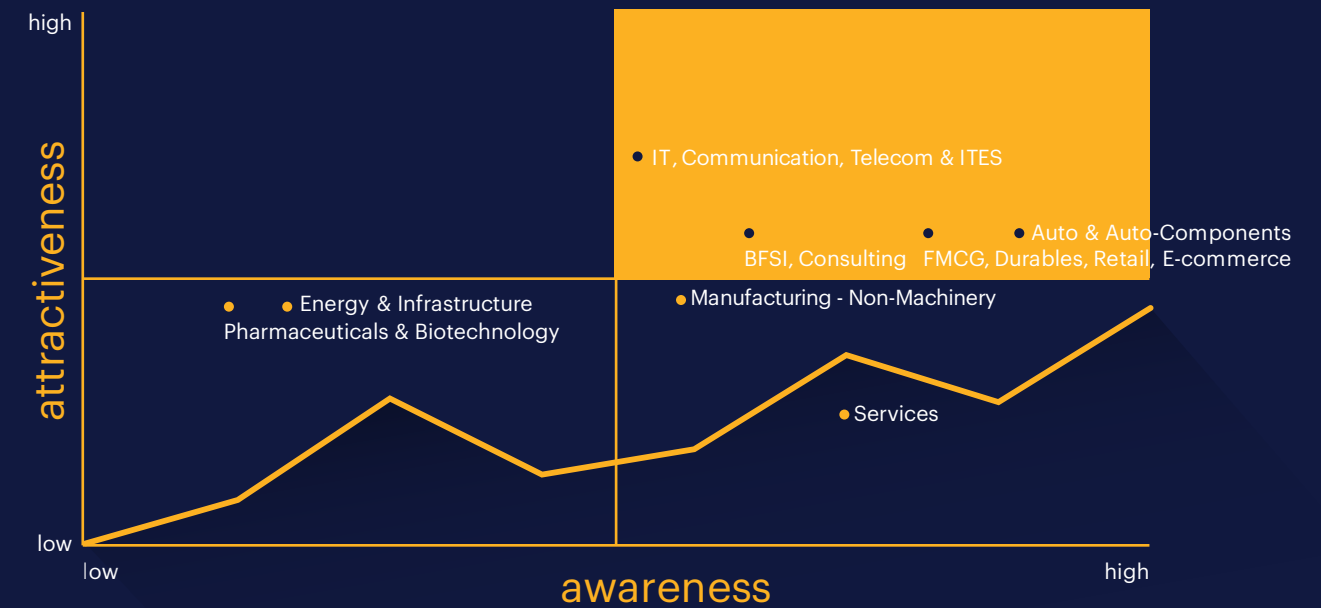 high
attractiveness
IT, Communication, Telecom & ITES
Auto & Auto-Components
BFSI, Consulting
FMCG, Durables, Retail, E-commerce
Energy & Infrastructure
Pharmaceuticals & Biotechnology
Manufacturing - Non-Machinery
Services
low
low
awareness
high